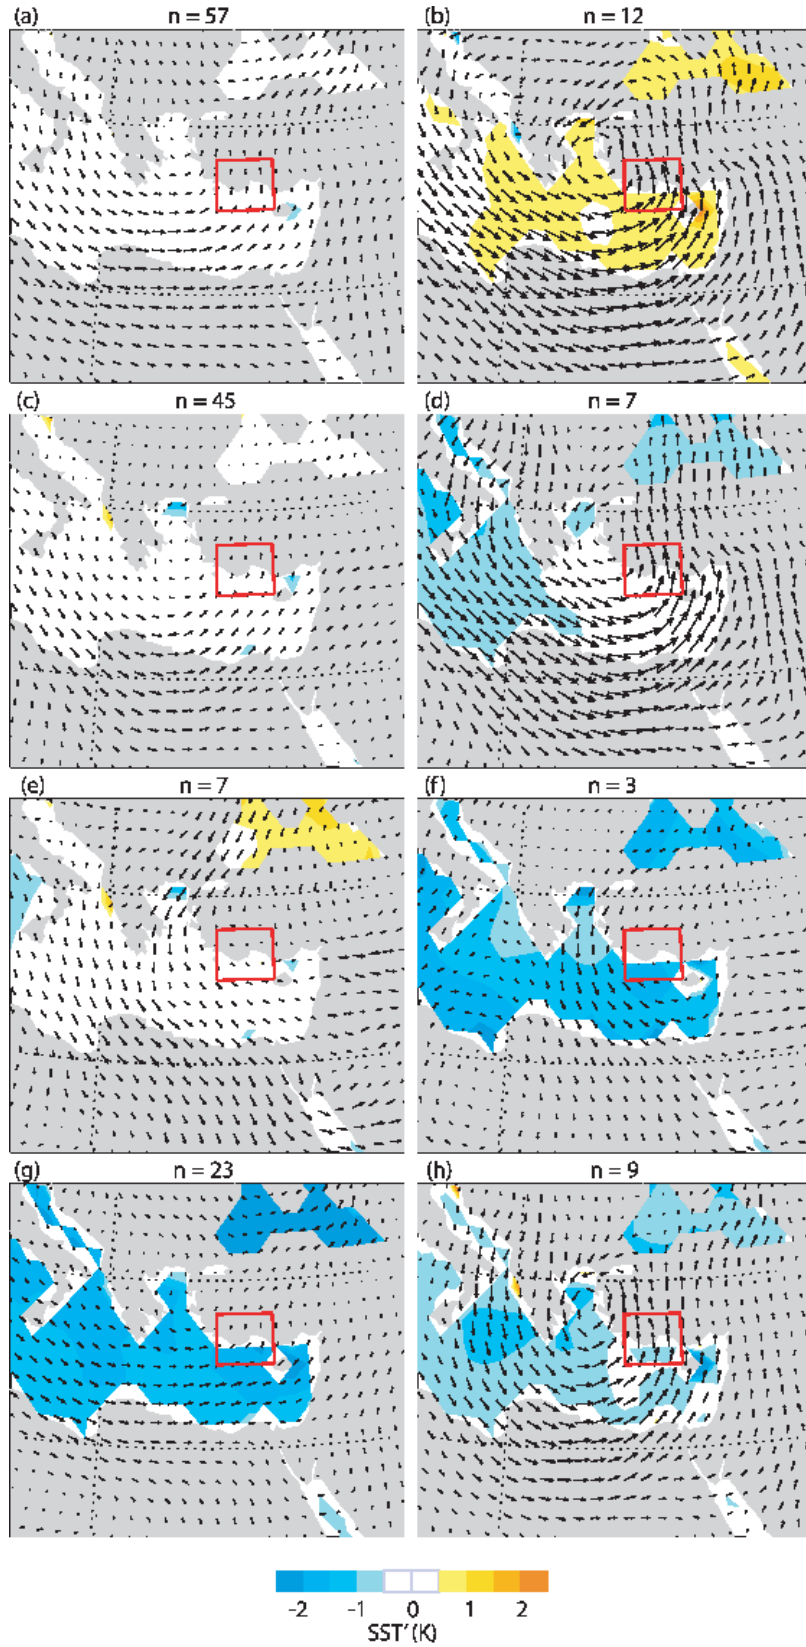 (a) n = 57
(b) n = 12
(c) n = 45
(d) n = 7
(e) n = 7
(f) n = 3
(g) n = 23
(h) n = 9
-2 -1 0 1 2
SST′ (K)